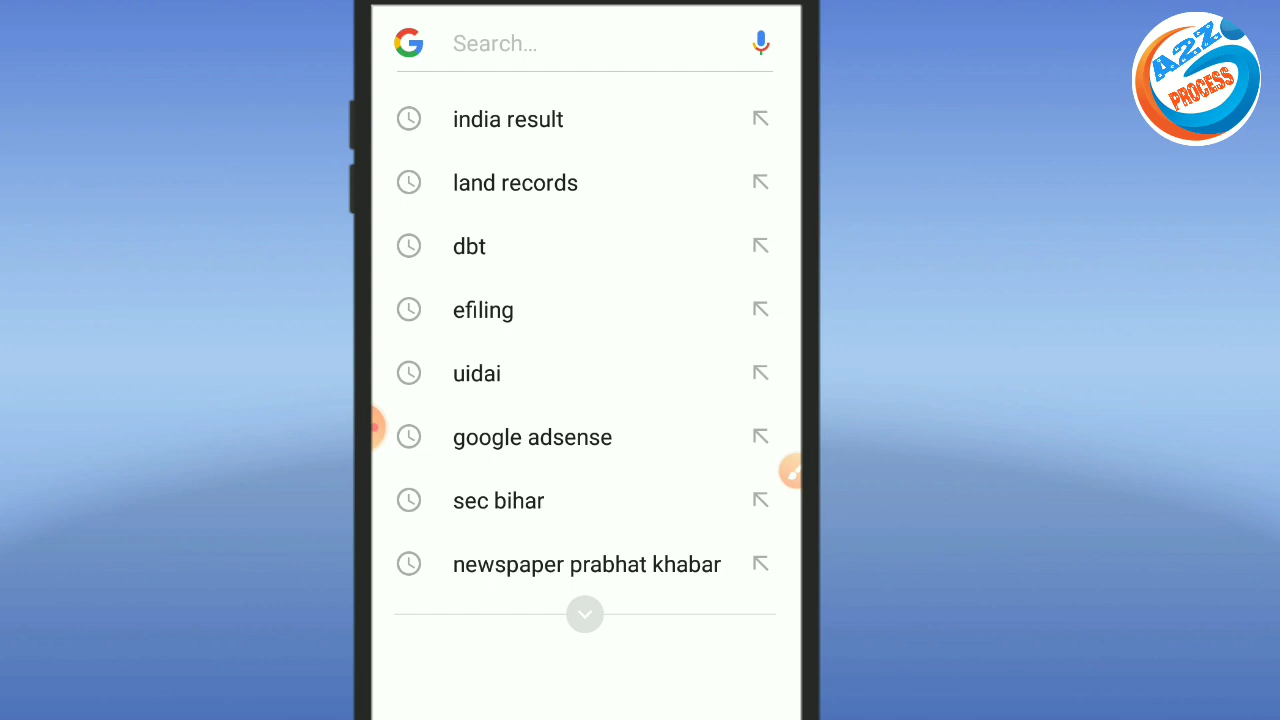 Search...
india result
land records
dbt
efiling
uidai
google adsense
sec bihar
newspaper prabhat khabar
A2Z
PROCESS